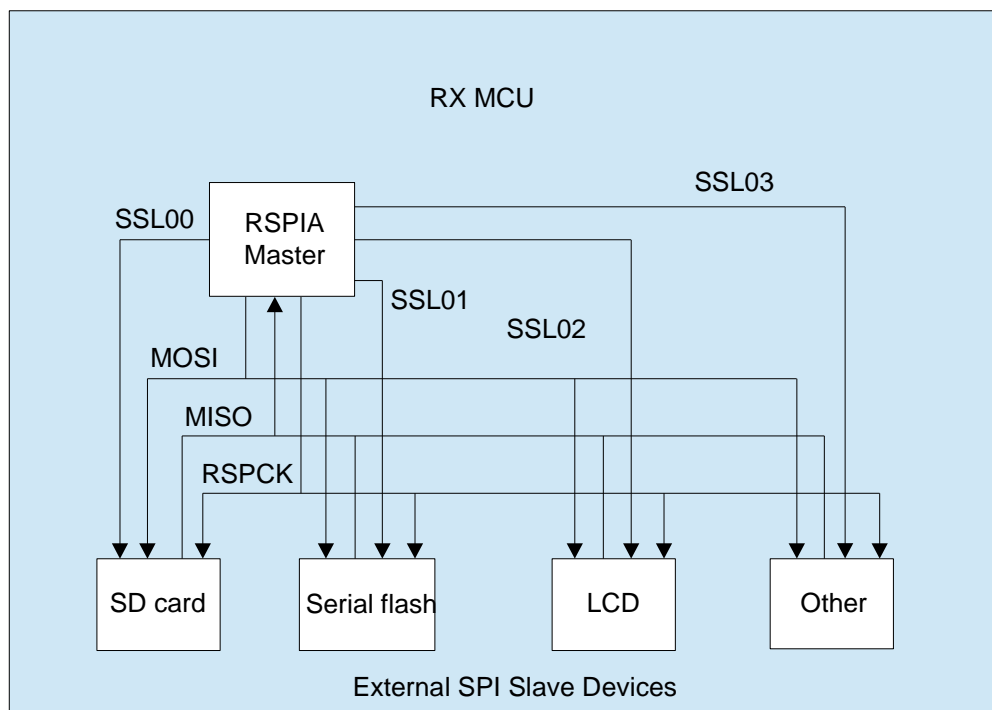 RX MCU
SSL03
SSL00
RSPIA
Master
SSL01
SSL02
MOSI
MISO
RSPCK
SD card
Serial flash
LCD
Other
External SPI Slave Devices